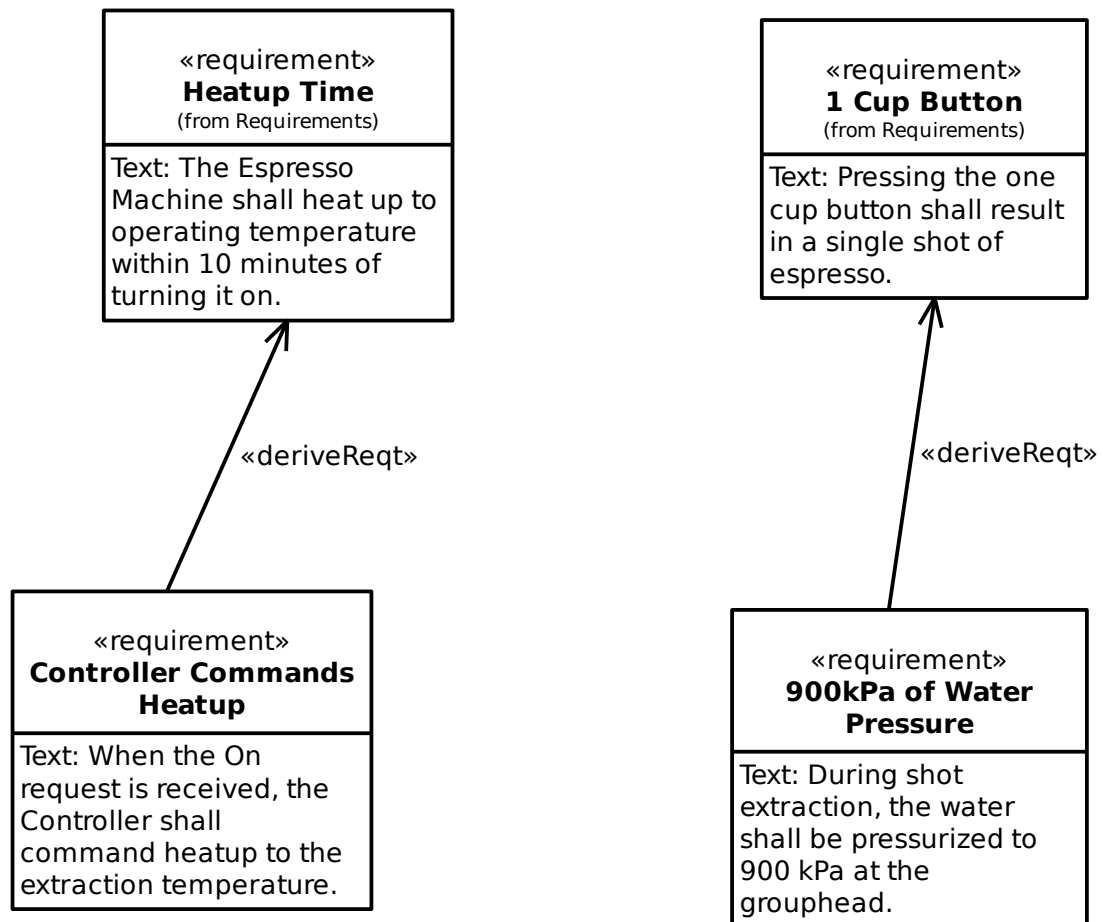 «requirement»
Heatup Time
(from Requirements)
Text: The Espresso
Machine shall heat up to
operating temperature
within 10 minutes of
turning it on.
«requirement»
1 Cup Button
(from Requirements)
Text: Pressing the one
cup button shall result
in a single shot of
espresso.
«deriveReqt»
«deriveReqt»
«requirement»
Controller Commands
Heatup
Text: When the On
request is received, the
Controller shall
command heatup to the
extraction temperature.
«requirement»
900kPa of Water
Pressure
Text: During shot
extraction, the water
shall be pressurized to
900 kPa at the
grouphead.